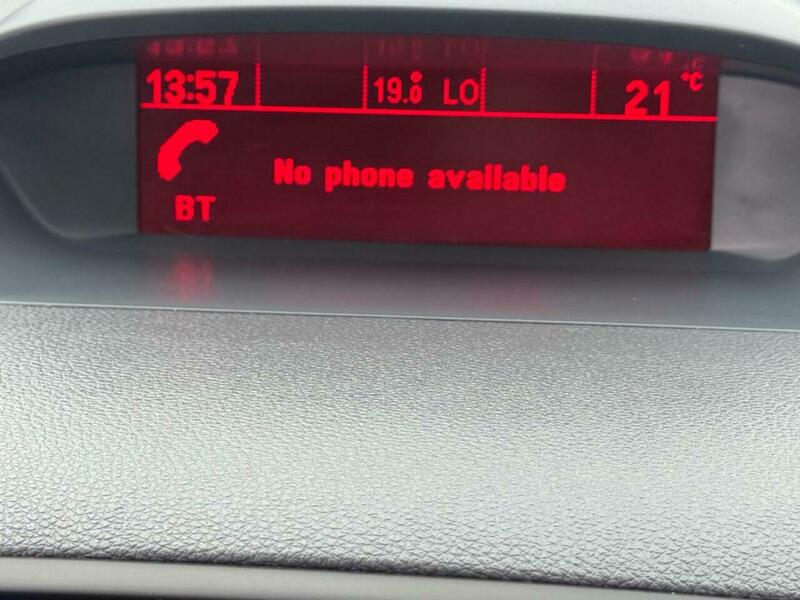 13:57 19.0 LO 21 °C
No phone available
BT